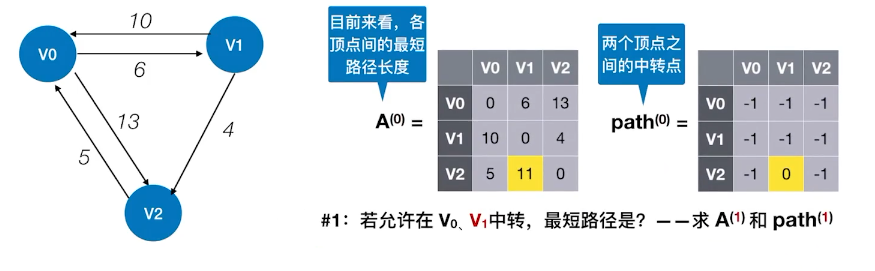 10
V0
V1
6
13
4
5
V2
目前来看，各
顶点间的最短
路径长度
A(0) =
V0 V1 V2
V0 0 6 13
V1 10 0 4
V2 5 11 0
两个顶点之
间的中转点
path(0) =
V0 V1 V2
V0 -1 -1 -1
V1 -1 -1 -1
V2 -1 0 -1
#1：若允许在 V0、V1中转，最短路径是？——求 A(1) 和 path(1)